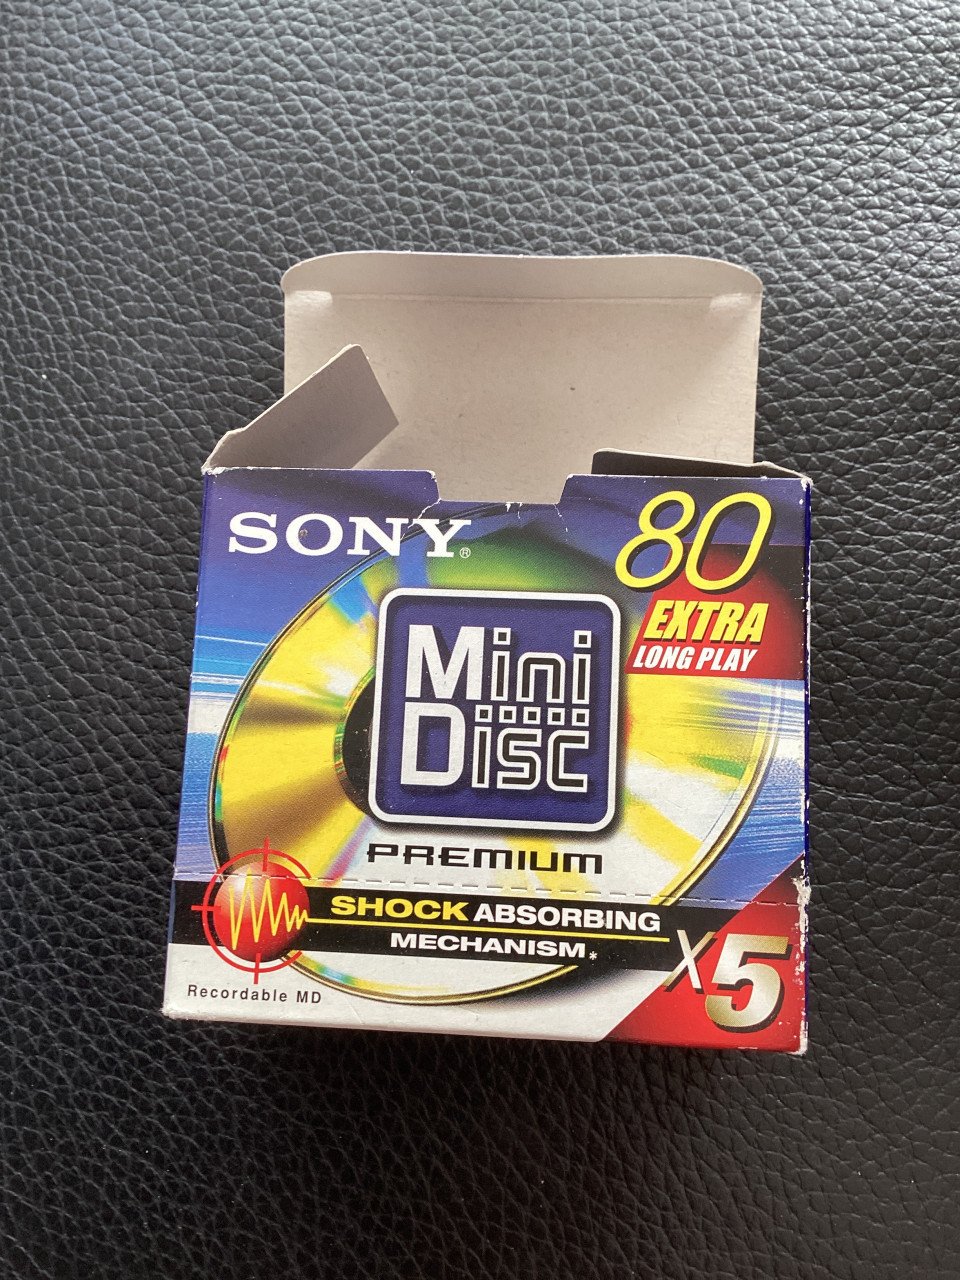 SONY®
80
EXTRA
LONG PLAY
Mini
Disc
PREMIUM
SHOCK ABSORBING
MECHANISM*
X5
Recordable MD